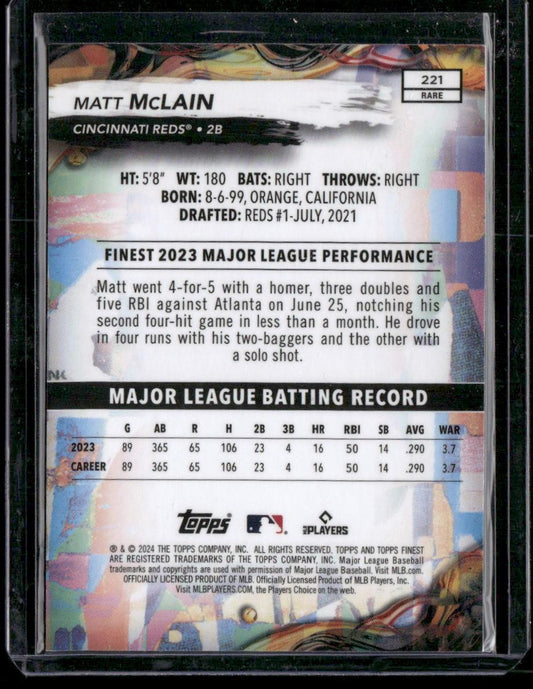 221
RARE
MATT McLAIN
CINCINNATI REDS® • 2B
HT: 5'8" WT: 180 BATS: RIGHT THROWS: RIGHT
BORN: 8-6-99, ORANGE, CALIFORNIA
DRAFTED: REDS #1-JULY, 2021
FINEST 2023 MAJOR LEAGUE PERFORMANCE
Matt went 4-for-5 with a homer, three doubles and
five RBI against Atlanta on June 25, notching his
second four-hit game in less than a month. He drove
in four runs with his two-baggers and the other with
a solo shot.
MAJOR LEAGUE BATTING RECORD
G AB R H 2B 3B HR RBI SB AVG WAR
2023 89 365 65 106 23 4 16 50 14 .290 3.7
CAREER 89 365 65 106 23 4 16 50 14 .290 3.7
Topps PLAYERS
® & © 2024 THE TOPPS COMPANY, INC. ALL RIGHTS RESERVED. TOPPS AND TOPPS FINEST
ARE REGISTERED TRADEMARKS OF THE TOPPS COMPANY, INC. Major League Baseball
trademarks and copyrights are used with permission of Major League Baseball. Visit MLB.com.
OFFICIALLY LICENSED PRODUCT OF MLB. Officially Licensed Product of MLB Players, Inc.
Visit MLBPLAYERS.COM, the Players Choice on the web.